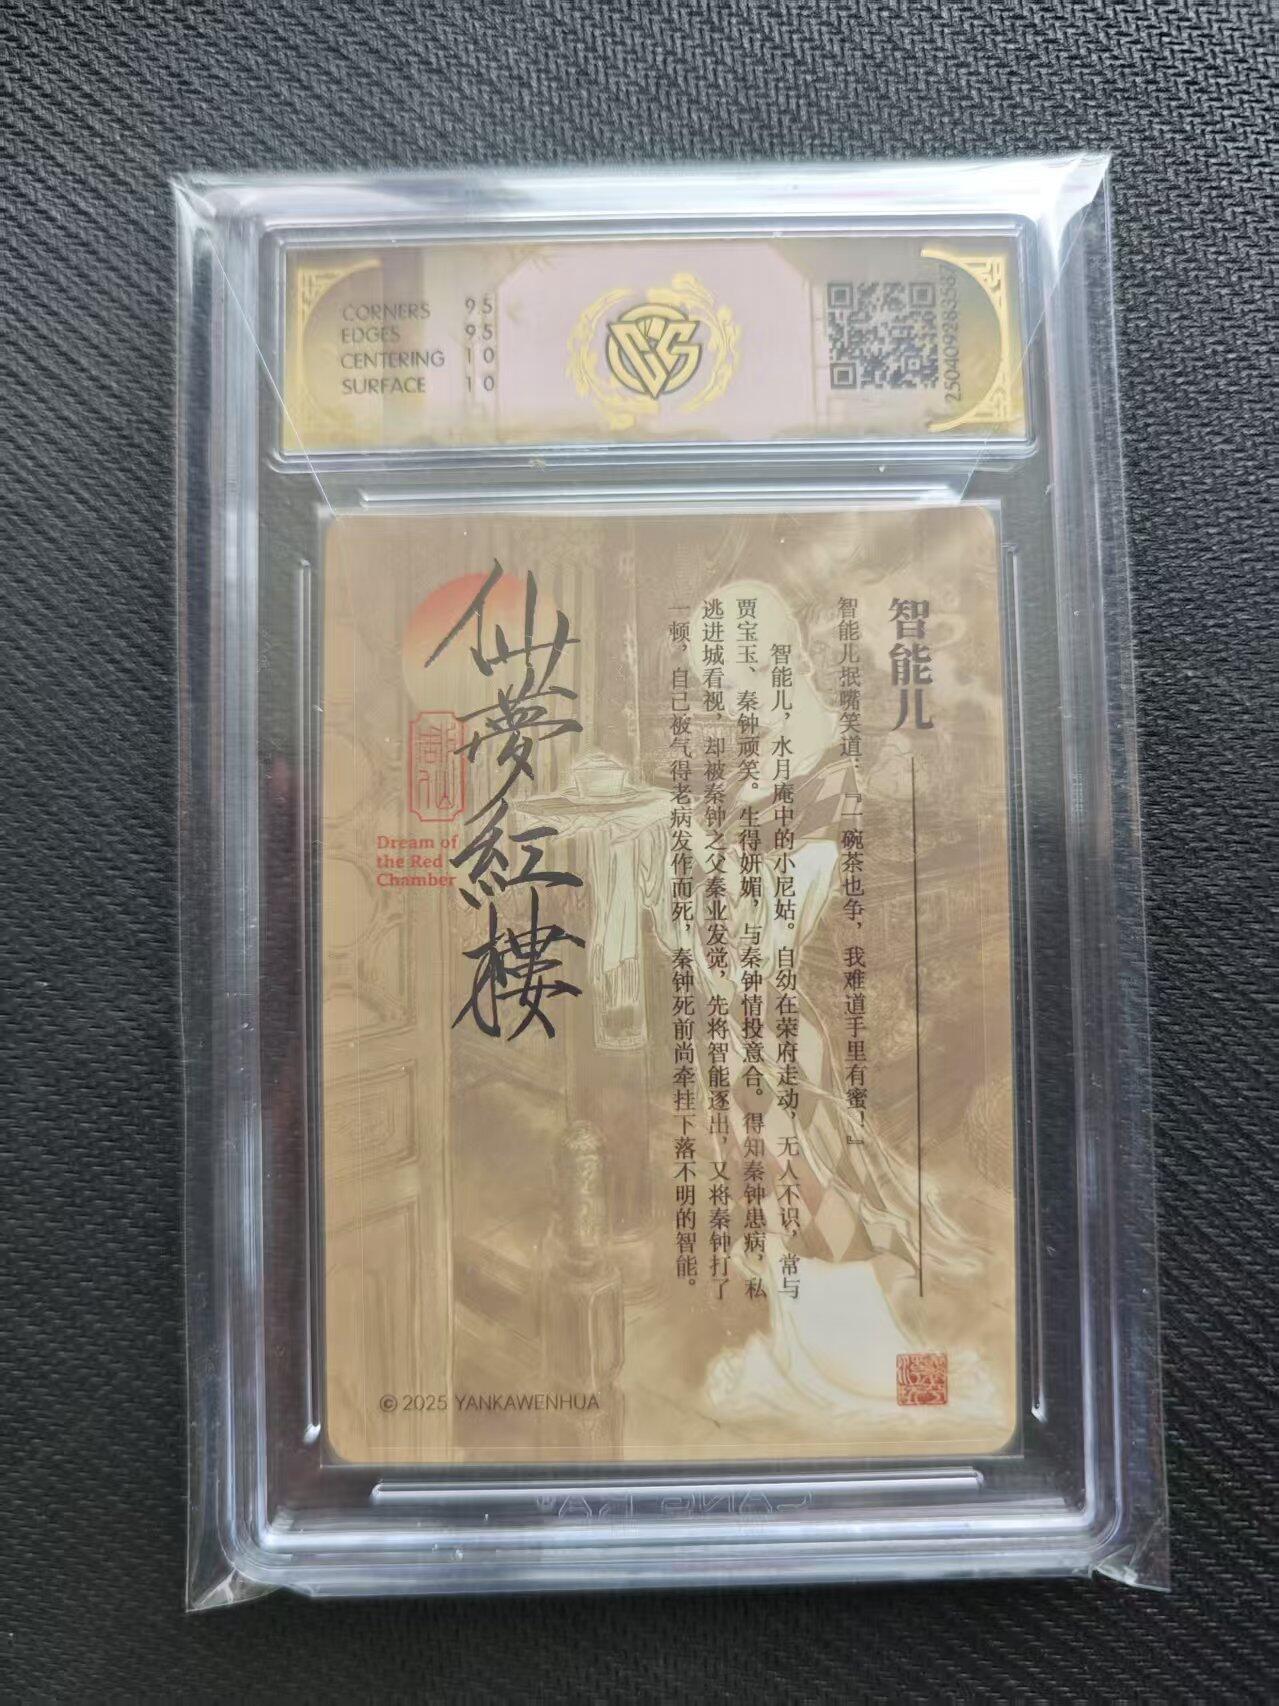 CORNERS 9.5
EDGES 9.5
CENTERING 10
SURFACE 10
CCS
250409283587
智能儿
智能儿抿嘴笑道：『一碗茶也争，我难道手里有蜜！』
智能儿，水月庵中的小尼姑。自幼在荣府走动，无人不识，常与
贾宝玉、秦钟顽笑。生得妍媚，与秦钟情投意合。得知秦钟患病，私
逃进城看视，却被秦钟之父秦业发觉，先将智能逐出，又将秦钟打了
一顿，自己被气得老病发作而死，秦钟死前尚牵挂下落不明的智能。
仙夢紅樓
Dream of
the Red
Chamber
© 2025 YANKAWENHUA